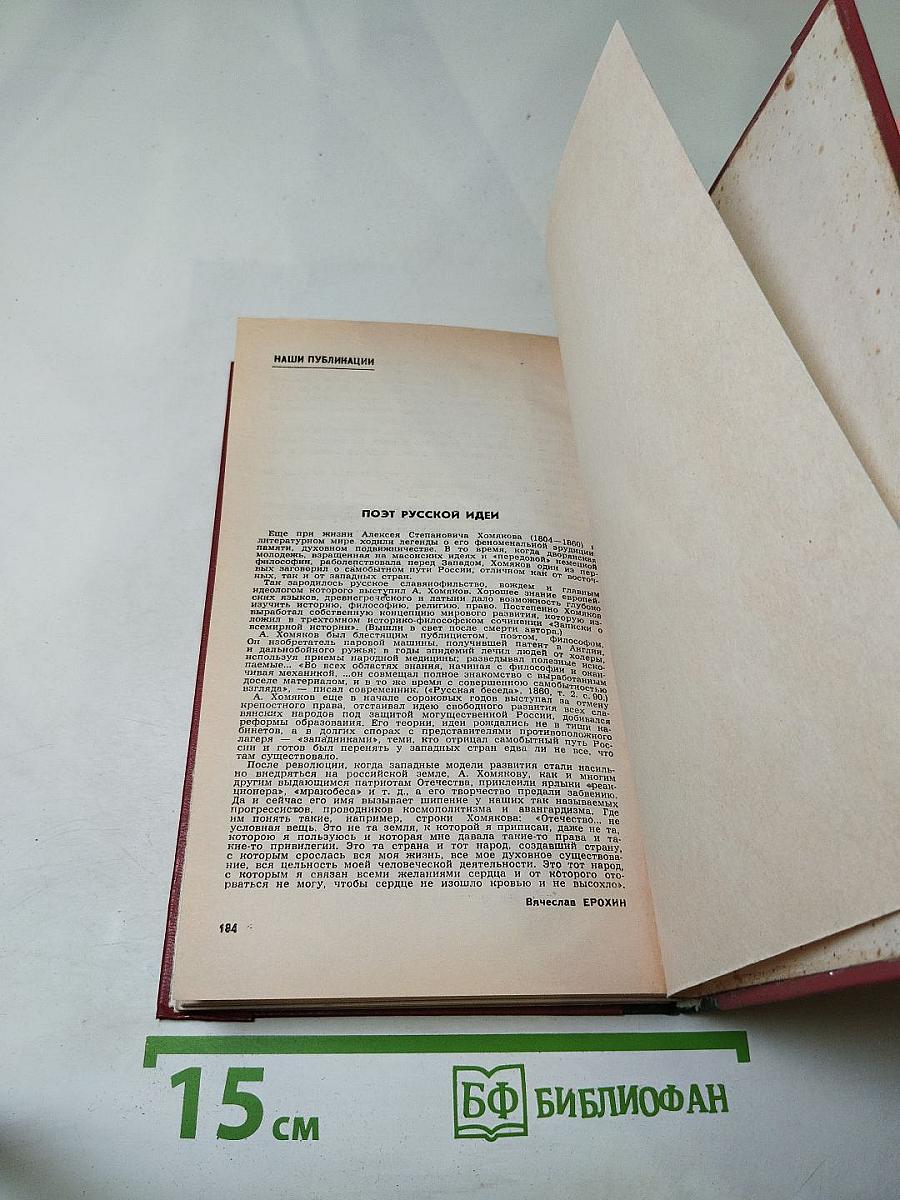 НАШИ ПУБЛИКАЦИИ
ПОЭТ РУССКОЙ ИДЕИ
Еще при жизни Алексея Степановича Хомякова (1804—1860) в
литературном мире ходили легенды о его феноменальной эрудиции
памяти, духовном подвижничестве. В то время, когда дворянская
молодежь, взращенная на масонских идеях и «передовой» немецкой
философии, раболепствовала перед Западом, Хомяков один из пер-
вых заговорил о самобытном пути России, отличном как от восточ-
ных, так и от западных стран.
Так зародилось русское славянофильство, вождем и главным
идеологом которого выступил А. Хомяков. Хорошее знание европей-
ских языков, древнегреческого и латыни дало возможность глубоко
изучить историю, философию, религию, право. Постепенно Хомяков
выработал собственную концепцию мирового развития, которую из-
ложил в трехтомном историко-философском сочинении «Записки о
всемирной истории». (Вышли в свет после смерти автора.)
А. Хомяков был блестящим публицистом, поэтом, философом.
Он изобретатель паровой машины, получившей патент в Англии,
и дальнобойного ружья; в годы эпидемий лечил людей от холеры,
используя приемы народной медицины; разведывал полезные иско-
паемые... «Во всех областях знания, начиная с философии и окан-
чивая механикой, ...он совмещал полное знакомство с выработанным
доселе материалом, и в то же время с совершенною самобытностью
взгляда», — писал современник. («Русская беседа», 1860, т. 2. с. 90.)
А. Хомяков еще в начале сороковых годов выступал за отмену
крепостного права, отстаивал идею свободного развития всех сла-
вянских народов под защитой могущественной России, добивался
реформы образования. Его теории, идеи рождались не в тиши ка-
бинетов, а в долгих спорах с представителями противоположного
лагеря — «западниками», теми, кто отрицал самобытный путь Рос-
сии и готов был перенять у западных стран едва ли не все, что
там существовало.
После революции, когда западные модели развития стали насиль-
но внедряться на российской земле, А. Хомякову, как и многим
другим выдающимся патриотам Отечества, приклеили ярлыки «реак-
ционера», «мракобеса» и т. д., а его творчество предали забвению.
Да и сейчас его имя вызывает шипение у наших так называемых
прогрессистов, проводников космополитизма и авангардизма. Где
им понять такие, например, строки Хомякова: «Отечество... не
условная вещь. Это не та земля, к которой я приписан, даже не та,
которою я пользуюсь и которая мне давала такие-то права и та-
кие-то привилегии. Это та страна и тот народ, создавший страну,
с которым срослась вся моя жизнь, все мое духовное существова-
ние, вся цельность моей человеческой деятельности. Это тот народ,
с которым я связан всеми желаниями сердца и от которого ото-
рваться не могу, чтобы сердце не изошло кровью и не высохло».
Вячеслав ЕРОХИН
184
15 см
БФ БИБЛИОФАН